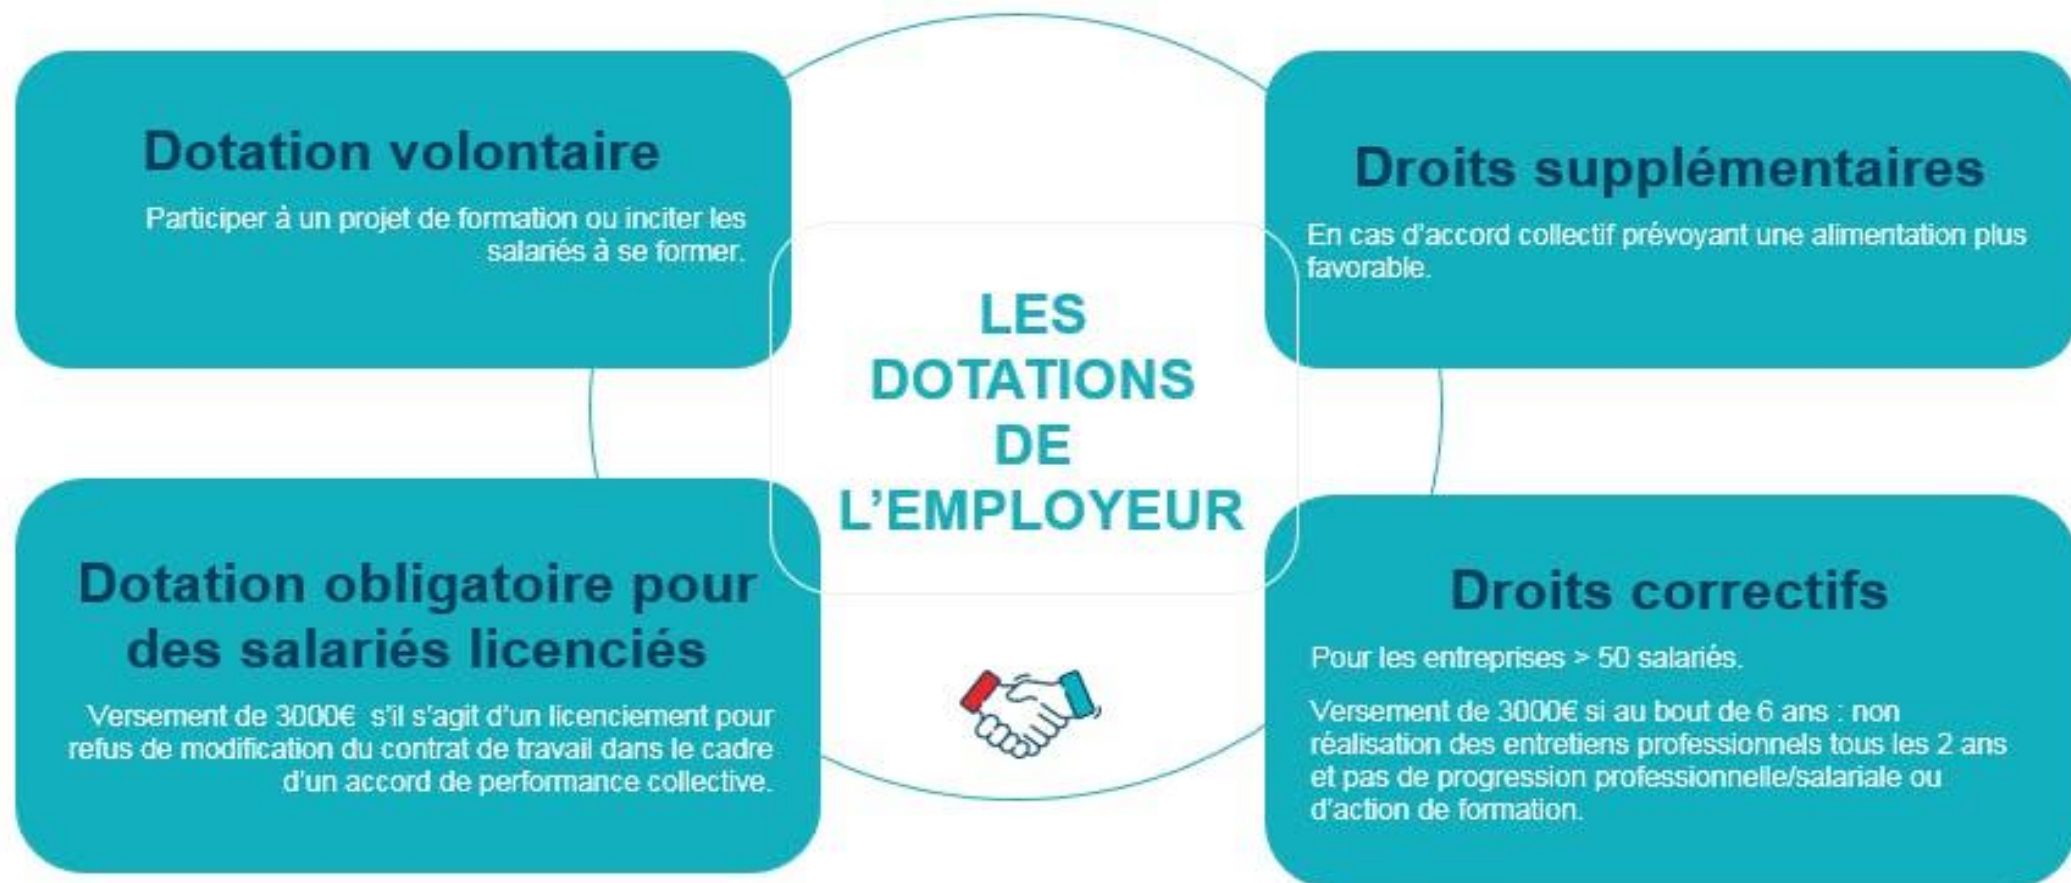 Dotation volontaire
Participer à un projet de formation ou inciter les
salariés à se former.
Droits supplémentaires
En cas d'accord collectif prévoyant une alimentation plus
favorable.
LES
DOTATIONS
DE
L'EMPLOYEUR
Dotation obligatoire pour
des salariés licenciés
Versement de 3000€ s'il s'agit d'un licenciement pour
refus de modification du contrat de travail dans le cadre
d'un accord de performance collective.
Droits correctifs
Pour les entreprises > 50 salariés.
Versement de 3000€ si au bout de 6 ans : non
réalisation des entretiens professionnels tous les 2 ans
et pas de progression professionnelle/salariale ou
d'action de formation.